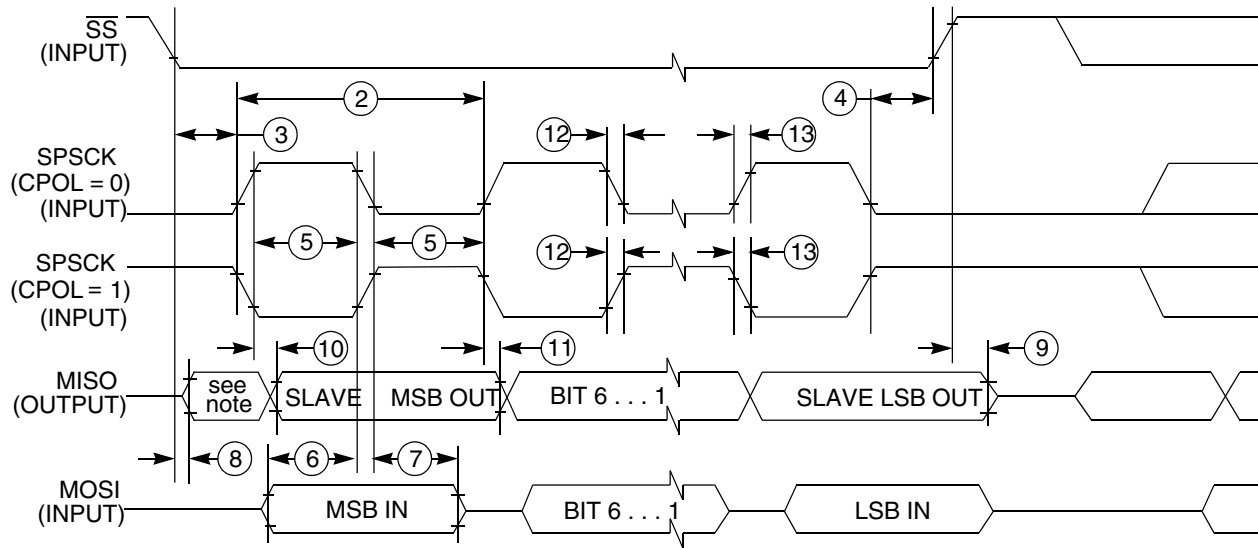 SS
(INPUT)
2
4
3
12
13
SPSCK
(CPOL = 0)
(INPUT)
5
5
12
13
SPSCK
(CPOL = 1)
(INPUT)
10
11
9
MISO
(OUTPUT)
see
note
SLAVE
MSB OUT
BIT 6 . . . 1
SLAVE LSB OUT
8
6
7
MOSI
(INPUT)
MSB IN
BIT 6 . . . 1
LSB IN